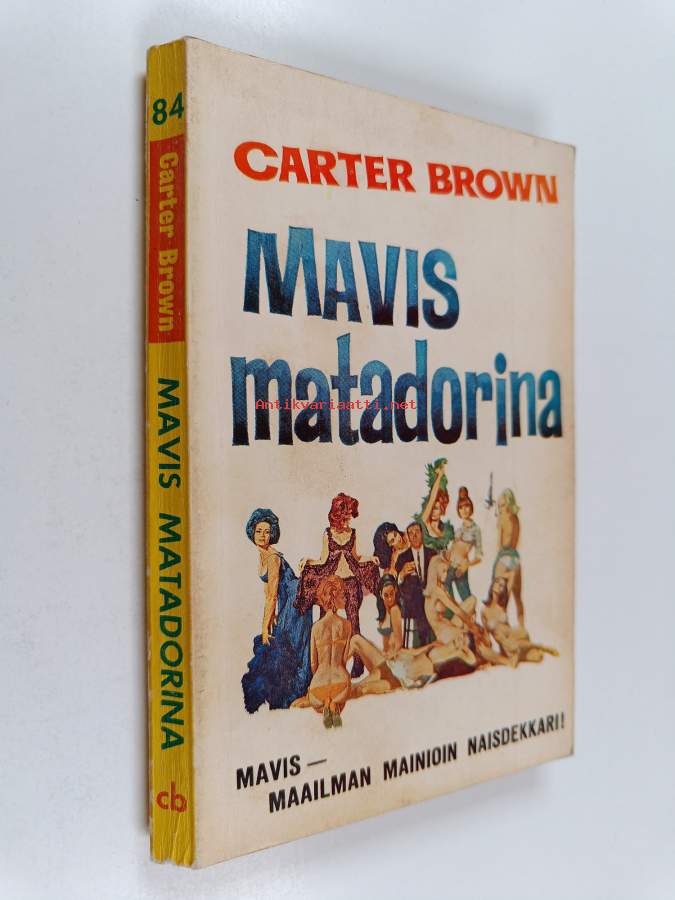 84
Carter Brown
MAVIS MATADORINA
cb
CARTER BROWN
MAVIS
matadorina
Antikvariaatti.net
MAVIS —
MAAILMAN MAINIOIN NAISDEKKARI!